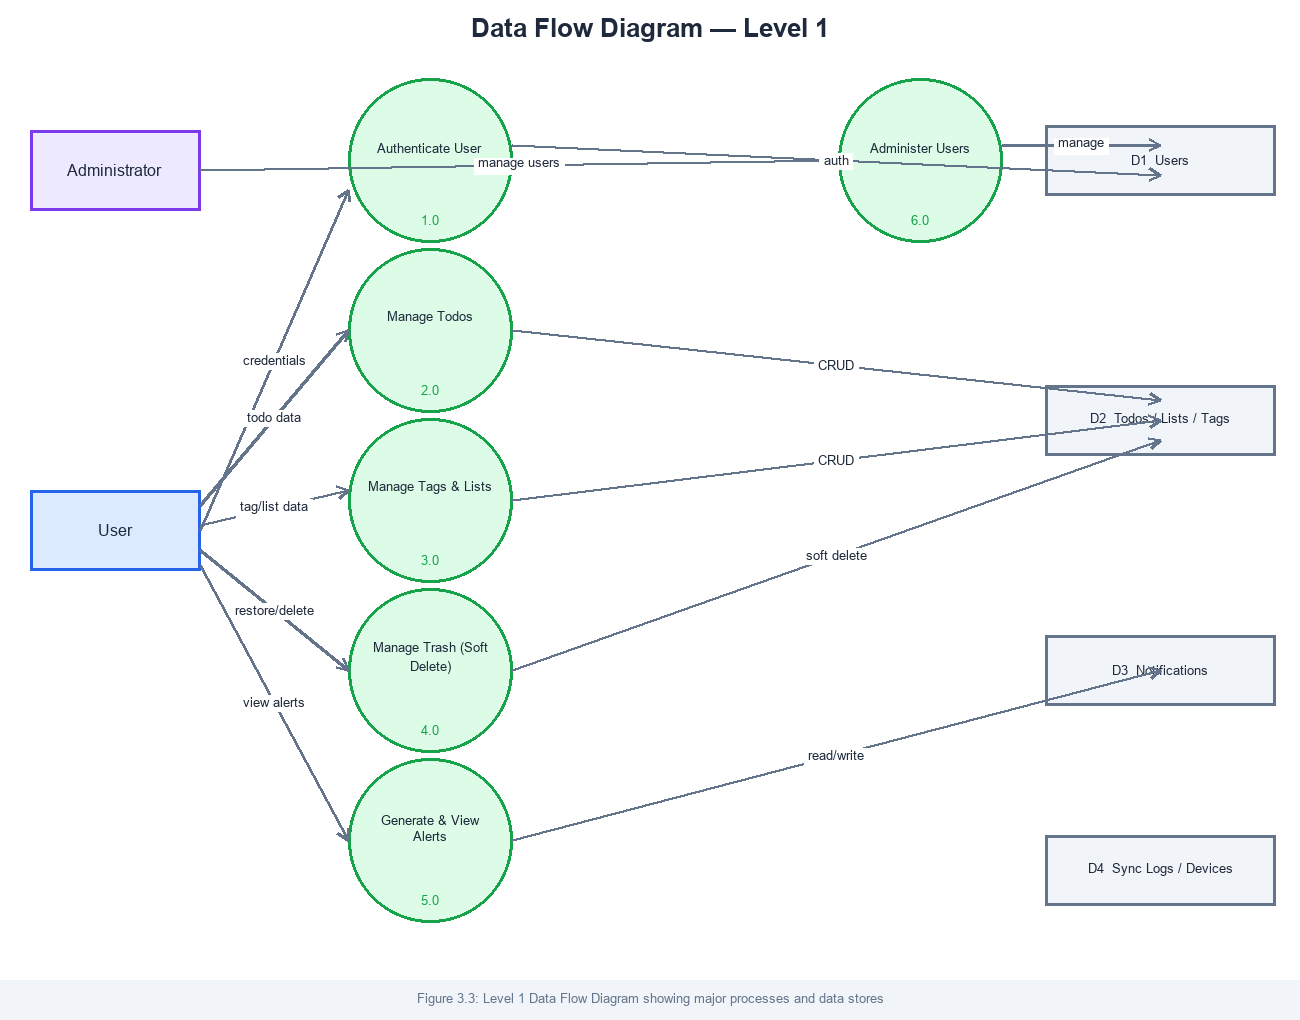 Data Flow Diagram — Level 1
Administrator
Authenticate User
1.0
manage users
auth
Administer Users
6.0
manage
D1 Users
Manage Todos
2.0
credentials
todo data
CRUD
D2 Todos / Lists / Tags
User
tag/list data
Manage Tags & Lists
3.0
CRUD
soft delete
restore/delete
Manage Trash (Soft
Delete)
4.0
D3 Notifications
view alerts
read/write
Generate & View
Alerts
5.0
D4 Sync Logs / Devices
Figure 3.3: Level 1 Data Flow Diagram showing major processes and data stores